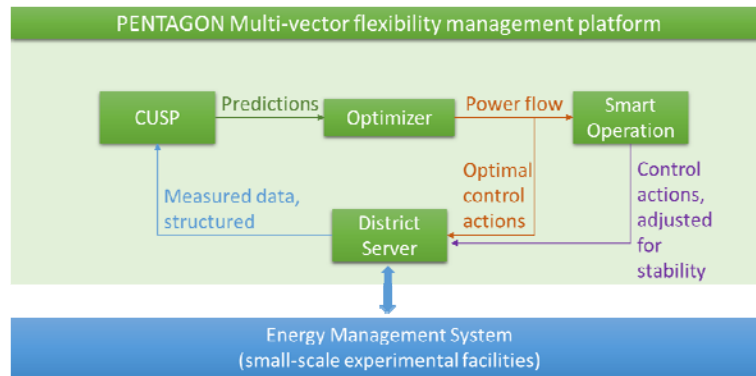 PENTAGON Multi-vector flexibility management platform
CUSP
Predictions
Optimizer
Power flow
Smart
Operation
Measured data,
structured
District
Server
Optimal
control
actions
Control
actions,
adjusted
for
stability
Energy Management System
(small-scale experimental facilities)